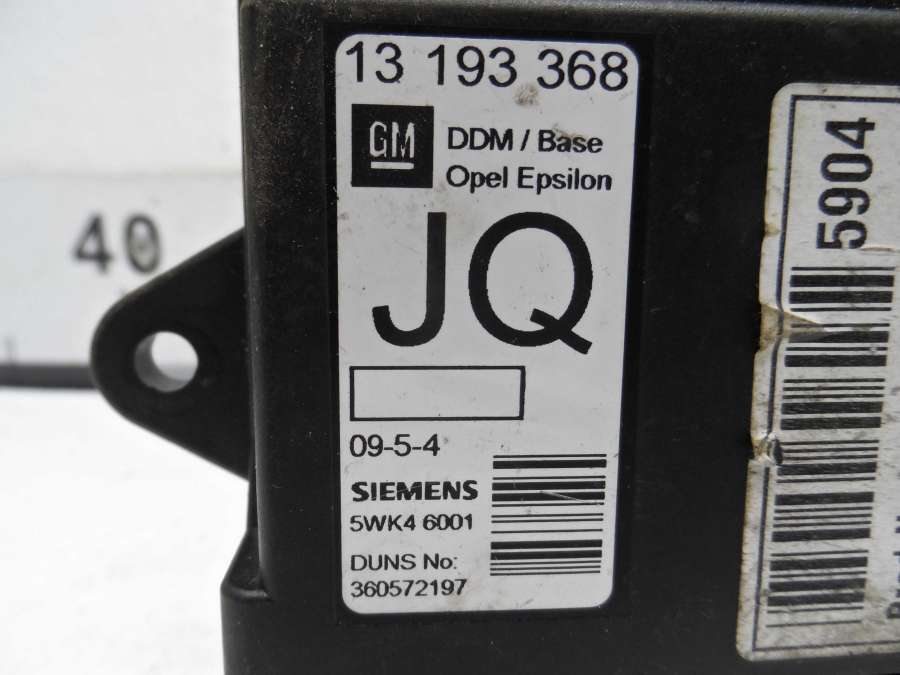 13 193 368
GM
DDM / Base
Opel Epsilon
JQ
09-5-4
SIEMENS
5WK4 6001
DUNS No:
360572197
5904
40